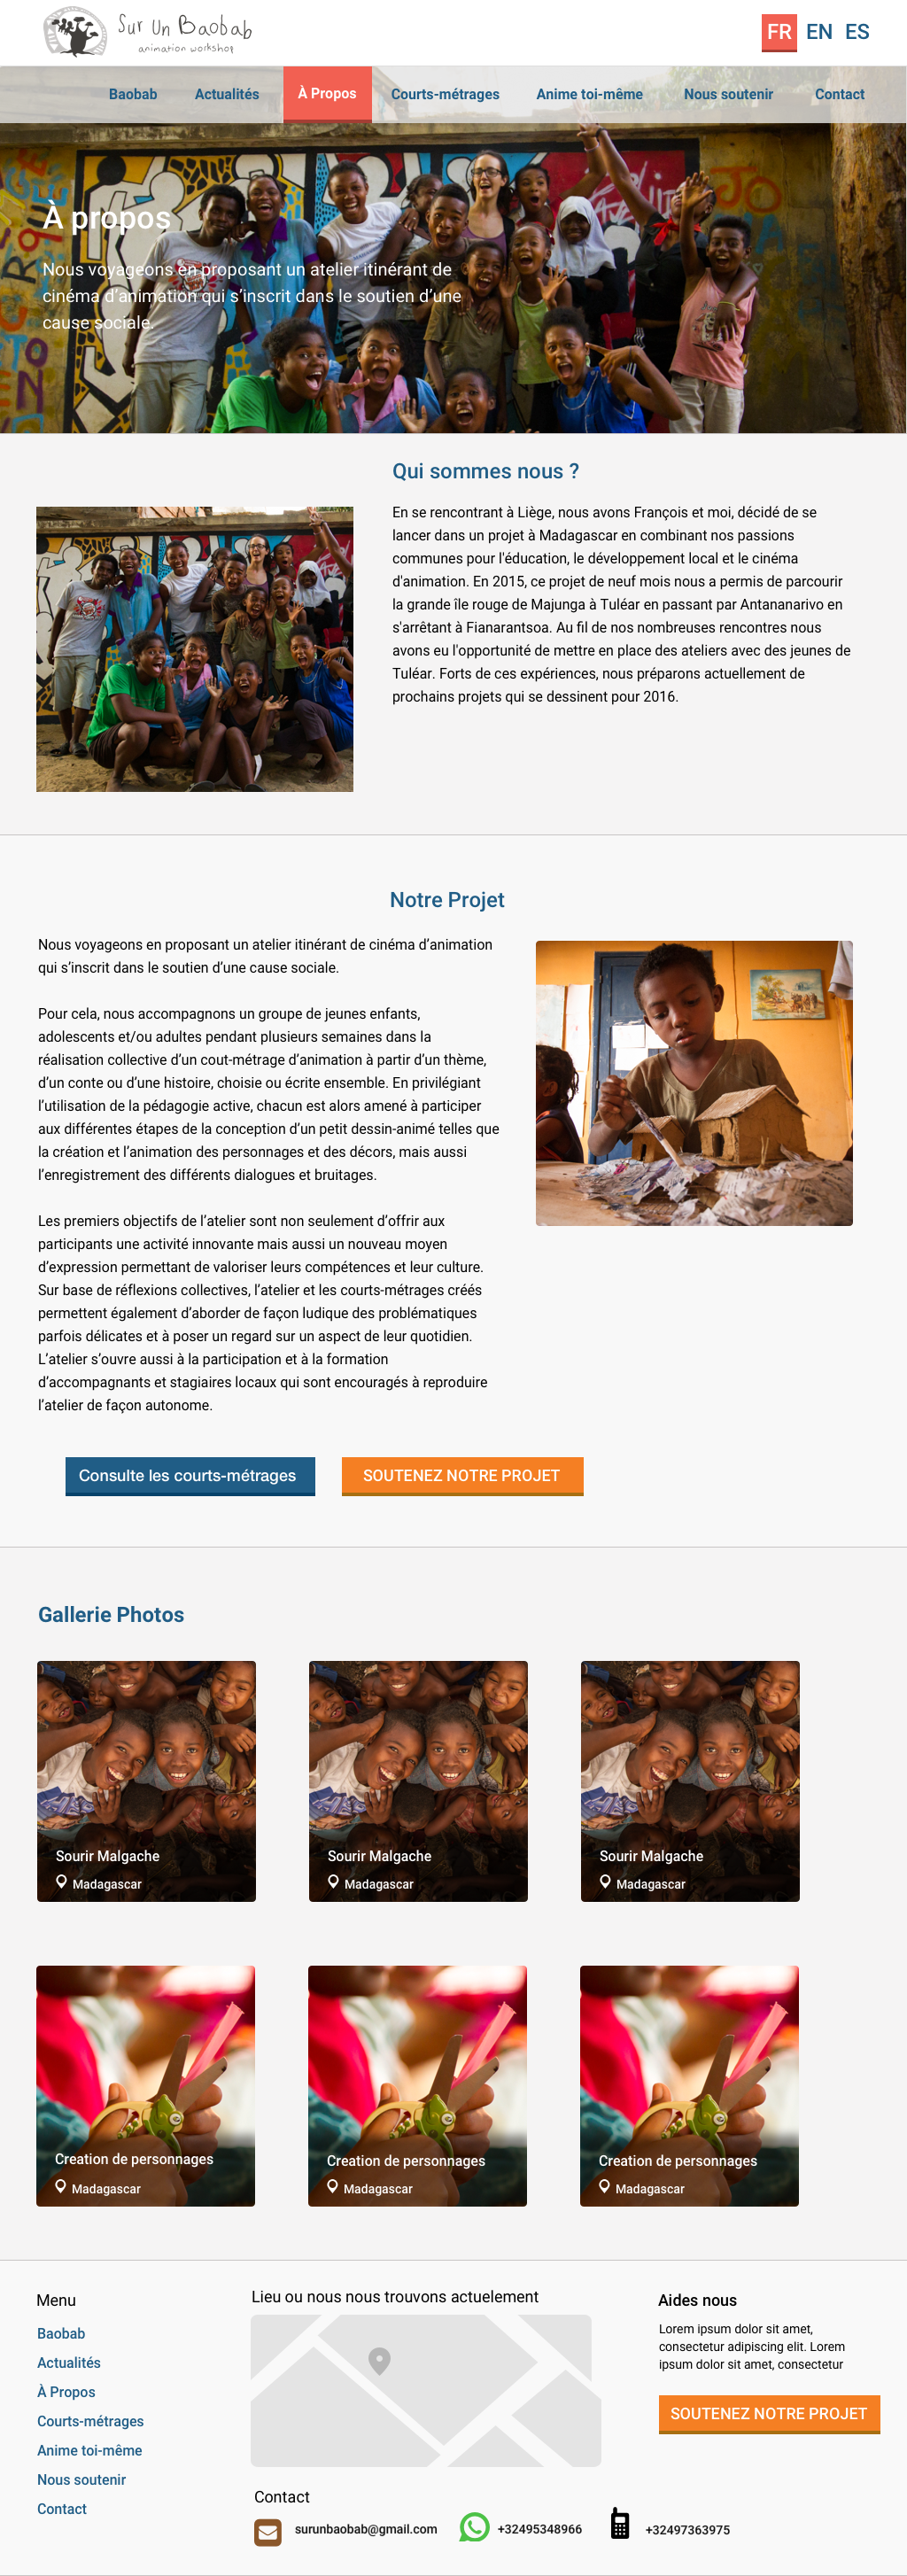 Sur Un Baobab
animation workshop
FR EN ES
Baobab Actualités À Propos Courts-métrages Anime toi-même Nous soutenir Contact
À propos
Nous voyageons en proposant un atelier itinérant de
cinéma d’animation qui s’inscrit dans le soutien d’une
cause sociale.
Qui sommes nous ?
En se rencontrant à Liège, nous avons François et moi, décidé de se
lancer dans un projet à Madagascar en combinant nos passions
communes pour l'éducation, le développement local et le cinéma
d'animation. En 2015, ce projet de neuf mois nous a permis de parcourir
la grande île rouge de Majunga à Tuléar en passant par Antananarivo en
s'arrêtant à Fianarantsoa. Au fil de nos nombreuses rencontres nous
avons eu l'opportunité de mettre en place des ateliers avec des jeunes de
Tuléar. Forts de ces expériences, nous préparons actuellement de
prochains projets qui se dessinent pour 2016.
Notre Projet
Nous voyageons en proposant un atelier itinérant de cinéma d’animation
qui s’inscrit dans le soutien d’une cause sociale.
Pour cela, nous accompagnons un groupe de jeunes enfants,
adolescents et/ou adultes pendant plusieurs semaines dans la
réalisation collective d’un cout-métrage d’animation à partir d’un thème,
d’un conte ou d’une histoire, choisie ou écrite ensemble. En privilégiant
l’utilisation de la pédagogie active, chacun est alors amené à participer
aux différentes étapes de la conception d’un petit dessin-animé telles que
la création et l’animation des personnages et des décors, mais aussi
l’enregistrement des différents dialogues et bruitages.
Les premiers objectifs de l’atelier sont non seulement d’offrir aux
participants une activité innovante mais aussi un nouveau moyen
d’expression permettant de valoriser leurs compétences et leur culture.
Sur base de réflexions collectives, l’atelier et les courts-métrages créés
permettent également d’aborder de façon ludique des problématiques
parfois délicates et à poser un regard sur un aspect de leur quotidien.
L’atelier s’ouvre aussi à la participation et à la formation
d’accompagnants et stagiaires locaux qui sont encouragés à reproduire
l’atelier de façon autonome.
Consulte les courts-métrages SOUTENEZ NOTRE PROJET
Gallerie Photos
Sourir Malgache
Madagascar
Sourir Malgache
Madagascar
Sourir Malgache
Madagascar
Creation de personnages
Madagascar
Creation de personnages
Madagascar
Creation de personnages
Madagascar
Menu
Baobab
Actualités
À Propos
Courts-métrages
Anime toi-même
Nous soutenir
Contact
Lieu ou nous nous trouvons actuelement
Contact
surunbaobab@gmail.com +32495348966 +32497363975
Aides nous
Lorem ipsum dolor sit amet,
consectetur adipiscing elit. Lorem
ipsum dolor sit amet, consectetur
SOUTENEZ NOTRE PROJET